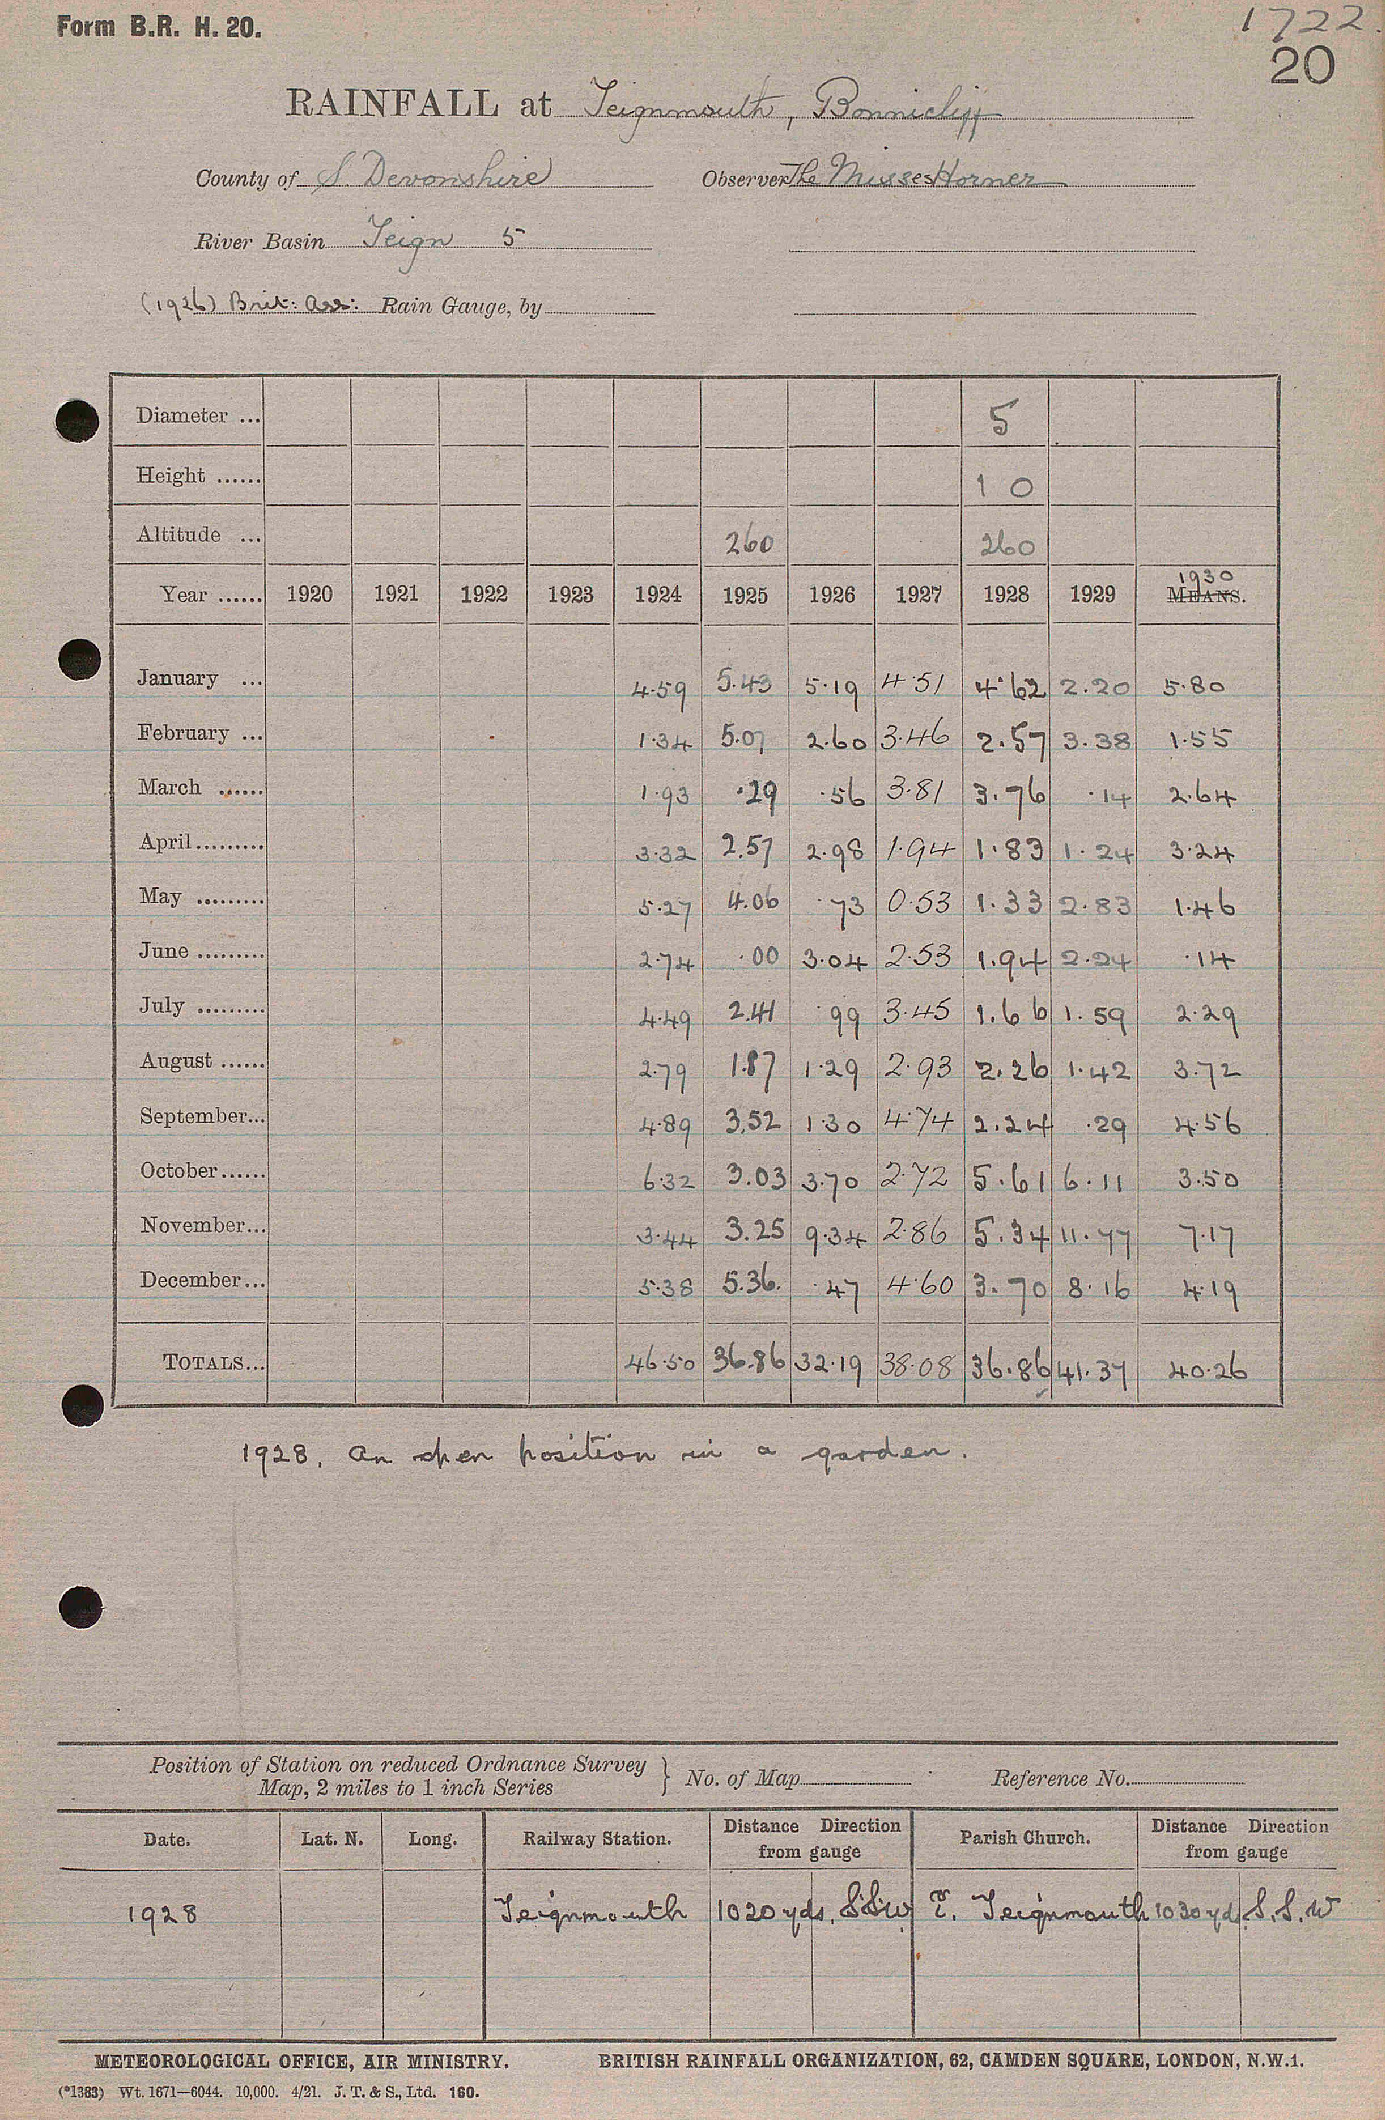 Form B.R. H. 20.
1722.
20
RAINFALL at Teignmouth, Bonnicliff
County of S. Devonshire Observer The Misses Horner
River Basin Teign 5
(1926) Brit: Ass: Rain Gauge, by
Diameter ... 5
Height ...... 1 0
Altitude ... 260 260
Year ...... 1920 1921 1922 1923 1924 1925 1926 1927 1928 1929 1930 MEANS.
January ... 4.59 5.43 5.19 4.51 4.62 2.20 5.80
February ... 1.34 5.07 2.60 3.46 2.57 3.38 1.55
March ...... 1.93 .29 .56 3.81 3.76 .14 2.64
April ......... 3.32 2.57 2.98 1.94 1.83 1.24 3.24
May ......... 5.27 4.06 .73 0.53 1.33 2.83 1.46
June ......... 2.74 .00 3.04 2.53 1.94 2.24 .14
July ......... 4.49 2.41 .99 3.45 1.66 1.59 2.29
August ...... 2.79 1.87 1.29 2.93 2.26 1.42 3.72
September... 4.89 3.52 1.30 4.74 2.24 .29 4.56
October...... 6.32 3.03 3.70 2.72 5.61 6.11 3.50
November... 3.44 3.25 9.34 2.86 5.34 11.77 7.17
December... 5.38 5.36. .47 4.60 3.70 8.16 4.19
TOTALS... 46.50 36.86 32.19 38.08 36.86 41.37 40.26
1928. An open position in a garden.
Position of Station on reduced Ordnance Survey
Map, 2 miles to 1 inch Series } No. of Map Reference No.
Date. Lat. N. Long. Railway Station. Distance Direction from gauge Parish Church. Distance Direction from gauge
1928 Teignmouth 1020 yds. SSW E. Teignmouth 1030 yd. S.S.W
METEOROLOGICAL OFFICE, AIR MINISTRY. BRITISH RAINFALL ORGANIZATION, 62, CAMDEN SQUARE, LONDON, N.W.1.
(*1383) Wt. 1671—6044. 10,000. 4/21. J. T. & S., Ltd. 160.